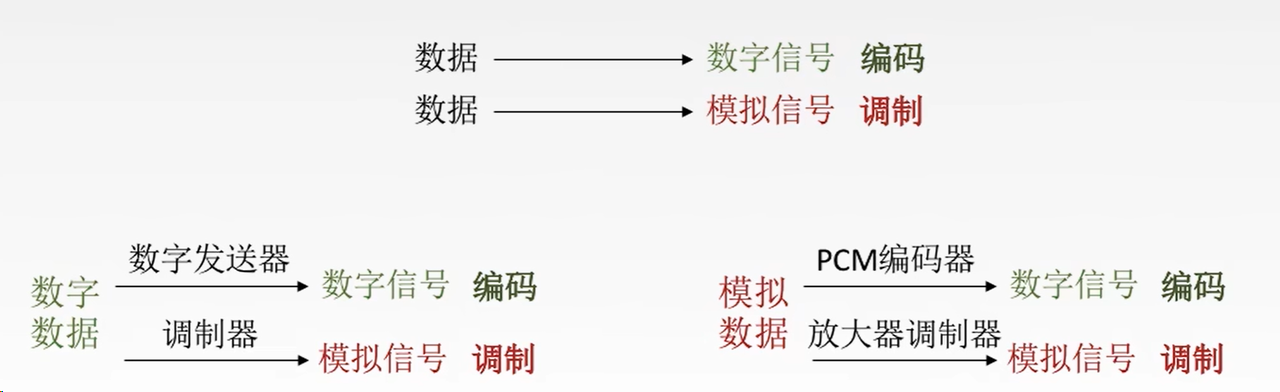 数据 数字信号 编码
数据 模拟信号 调制
数字发送器
数字 数字信号 编码
数据 调制器
模拟信号 调制
PCM编码器
模拟 数字信号 编码
数据 放大器调制器
模拟信号 调制